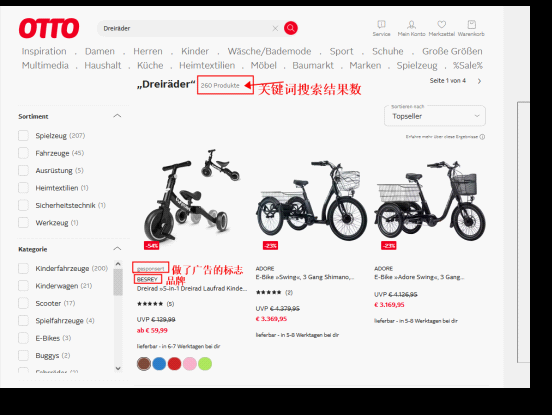 OTTO
Dreiräder
Service
Mein Konto
Merkzettel
Warenkorb
Inspiration . Damen . Herren . Kinder . Wäsche/Bademode . Sport . Schuhe . Große Größen
Multimedia . Haushalt . Küche . Heimtextilien . Möbel . Baumarkt . Marken . Spielzeug . %Sale%
„Dreiräder“ 260 Produkte
关键词搜索结果数
Seite 1 von 4
Sortieren nach
Topseller
Erfahre mehr über diese Ergebnisse
Sortiment
Spielzeug (207)
Fahrzeuge (45)
Ausrüstung (5)
Heimtextilien (1)
Sicherheitstechnik (1)
Werkzeug (1)
Kategorie
Kinderfahrzeuge (200)
Kinderwagen (21)
Scooter (17)
Spielfahrzeuge (4)
E-Bikes (3)
Buggys (2)
Fahrräder (2)
-54%
gesponsert
做了广告的标志
BESREY
品牌
Dreirad »5-in-1 Dreirad Laufrad Kinde...
(5)
UVP € 129,99
ab € 59,99
lieferbar - in 6-7 Werktagen bei dir
-23%
ADORE
E-Bike »Swing«, 3 Gang Shimano,...
(2)
UVP € 4.379,95
€ 3.369,95
lieferbar - in 5-8 Werktagen bei dir
-23%
ADORE
E-Bike »Adore Swing«, 3 Gang...
UVP € 4.126,95
€ 3.169,95
lieferbar - in 5-8 Werktagen bei dir